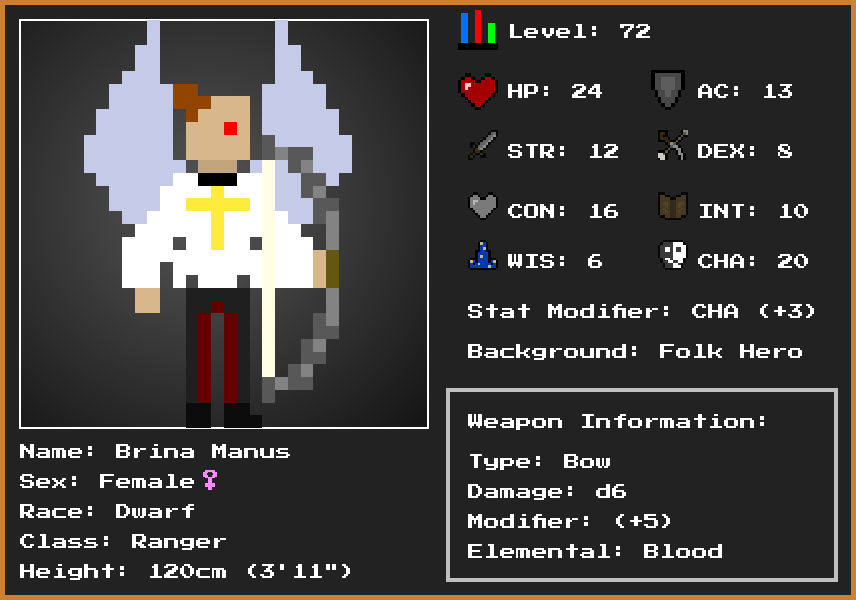 Level: 72
HP: 24
AC: 13
STR: 12
DEX: 8
CON: 16
INT: 10
WIS: 6
CHA: 20
Stat Modifier: CHA (+3)
Background: Folk Hero
Weapon Information:
Type: Bow
Damage: d6
Modifier: (+5)
Elemental: Blood
Name: Brina Manus
Sex: Female♀
Race: Dwarf
Class: Ranger
Height: 120cm (3'11")